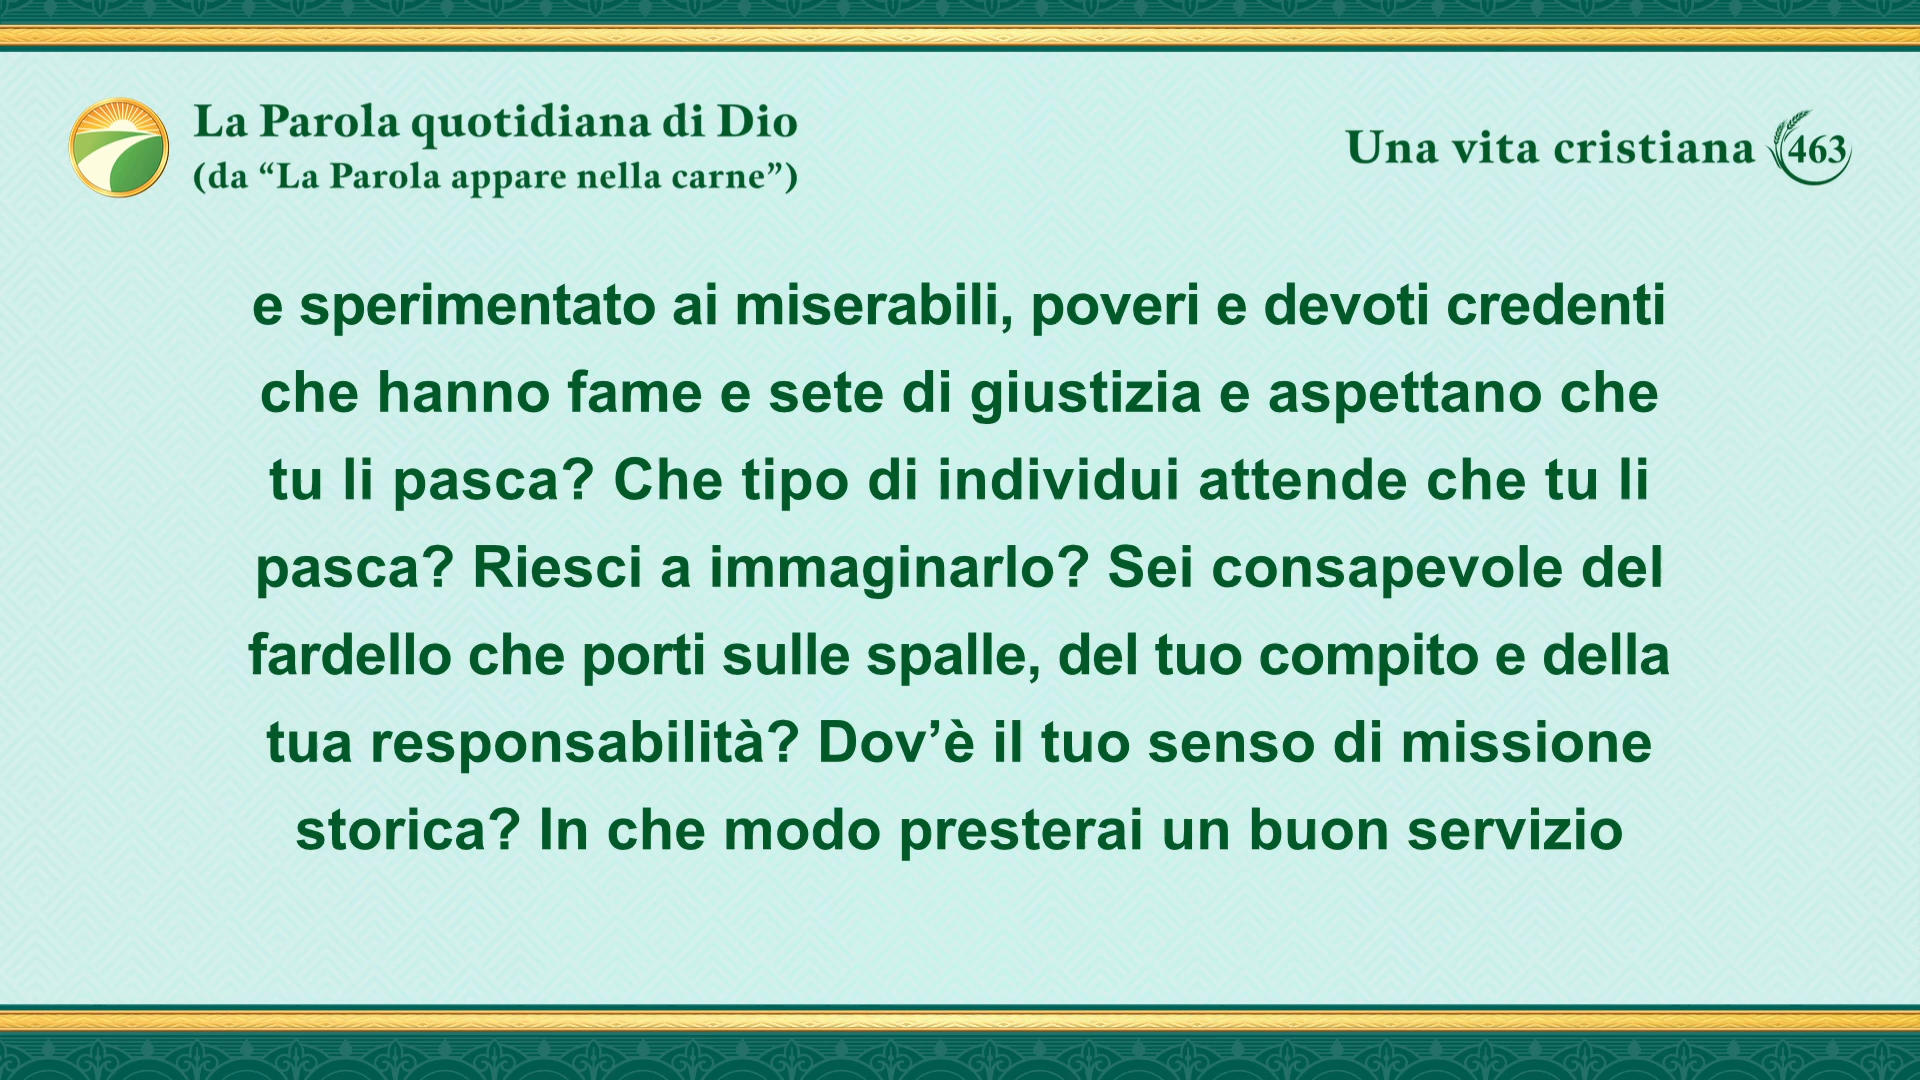 La Parola quotidiana di Dio
(da “La Parola appare nella carne”)
Una vita cristiana 463
e sperimentato ai miserabili, poveri e devoti credenti
che hanno fame e sete di giustizia e aspettano che
tu li pasca? Che tipo di individui attende che tu li
pasca? Riesci a immaginarlo? Sei consapevole del
fardello che porti sulle spalle, del tuo compito e della
tua responsabilità? Dov’è il tuo senso di missione
storica? In che modo presterai un buon servizio